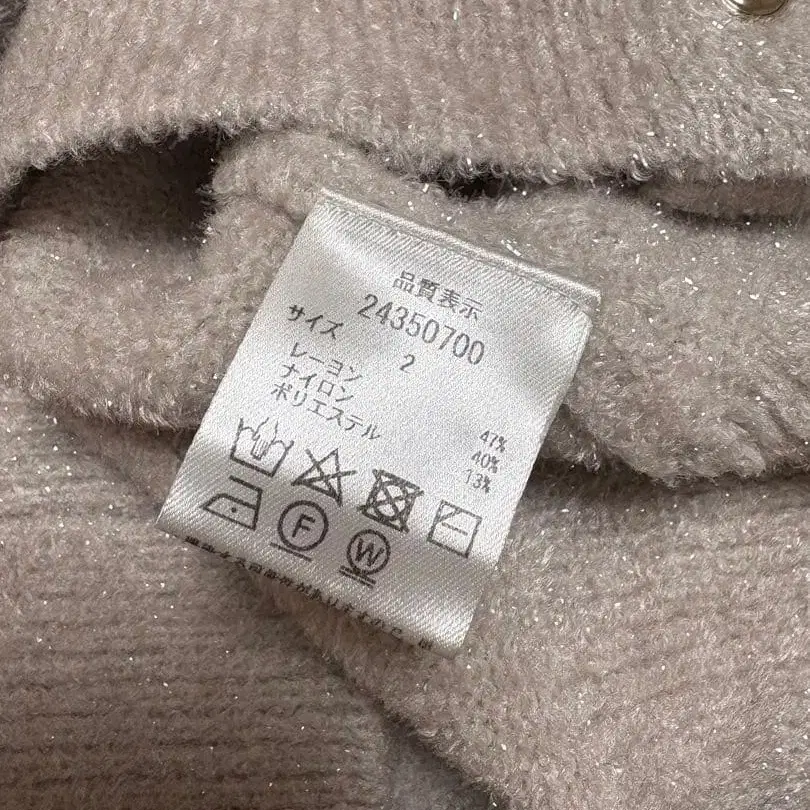 品質表示
24350700
サイズ 2
レーヨン 47%
ナイロン 40%
ポリエステル 13%
F
W